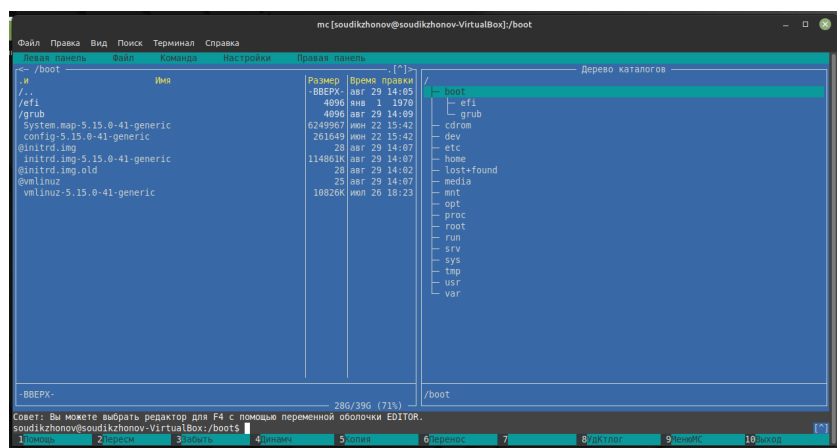 mc [soudikzhonov@soudikzhonov-VirtualBox]:/boot
Файл Правка Вид Поиск Терминал Справка
Левая панель Файл Команда Настройки Правая панель
<- /boot .[^]>
.и Имя Размер Время правки
/.. -ВВЕРХ- авг 29 14:05
/efi 4096 янв 1 1970
/grub 4096 авг 29 14:09
System.map-5.15.0-41-generic 6249967 июн 22 15:42
config-5.15.0-41-generic 261649 июн 22 15:42
@initrd.img 28 авг 29 14:07
initrd.img-5.15.0-41-generic 114861K авг 29 14:07
@initrd.img.old 28 авг 29 14:02
@vmlinuz 25 авг 29 14:07
vmlinuz-5.15.0-41-generic 10826K июл 26 18:23
-ВВЕРХ-
28G/39G (71%)
Дерево каталогов
/
boot
efi
grub
cdrom
dev
etc
home
lost+found
media
mnt
opt
proc
root
run
srv
sys
tmp
usr
var
/boot
Совет: Вы можете выбрать редактор для F4 с помощью переменной оболочки EDITOR.
soudikzhonov@soudikzhonov-VirtualBox:/boot$ [^]
1Помощь 2Пересм 3Забыть 4Динамч 5Копия 6Перенос 7 8УдКтлог 9МенюMC 10Выход